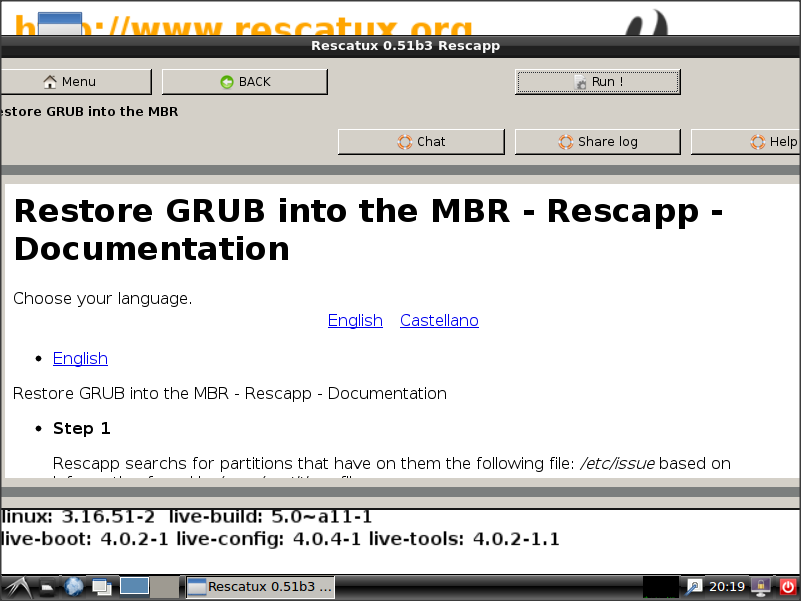 http://www.rescatux.org
Rescatux 0.51b3 Rescapp
Menu
BACK
Run !
estore GRUB into the MBR
Chat
Share log
Help
Restore GRUB into the MBR - Rescapp -
Documentation
Choose your language.
English Castellano
• English
Restore GRUB into the MBR - Rescapp - Documentation
• Step 1
Rescapp searchs for partitions that have on them the following file: /etc/issue based on
linux: 3.16.51-2 live-build: 5.0~a11-1
live-boot: 4.0.2-1 live-config: 4.0.4-1 live-tools: 4.0.2-1.1
Rescatux 0.51b3 ...
20:19